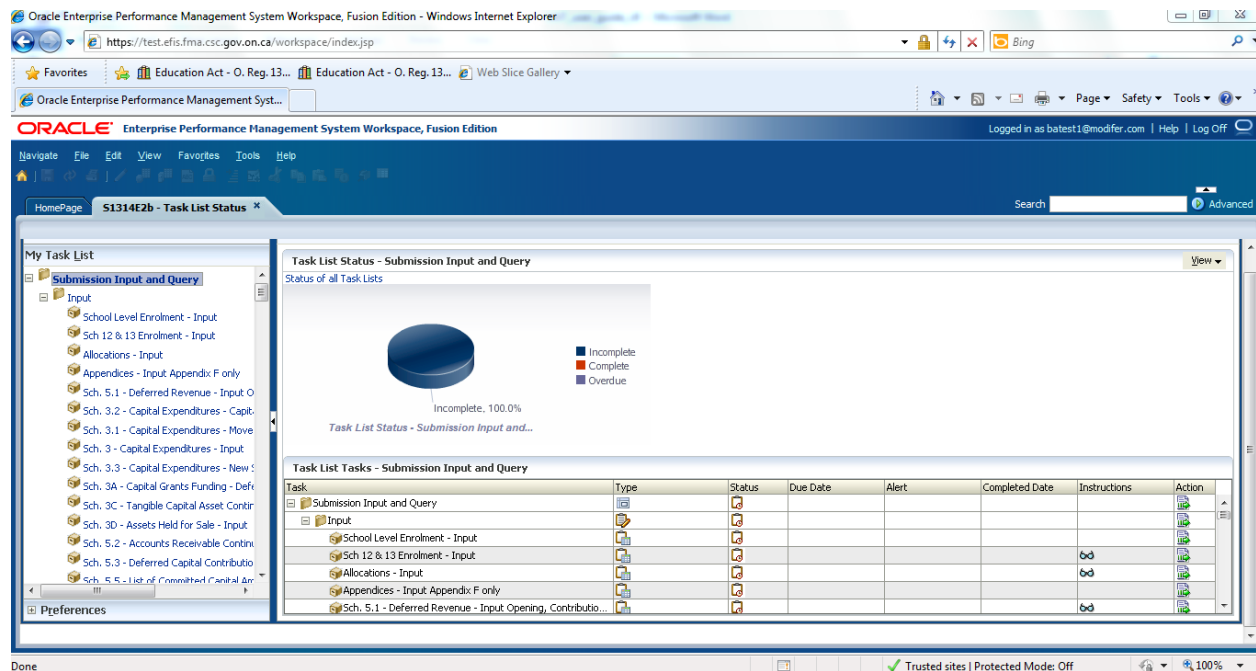 Oracle Enterprise Performance Management System Workspace, Fusion Edition - Windows Internet Explorer
https://test.efis.fma.csc.gov.on.ca/workspace/index.jsp
Bing
Favorites Education Act - O. Reg. 13... Education Act - O. Reg. 13... Web Slice Gallery
Oracle Enterprise Performance Management Syst...
Page Safety Tools
ORACLE Enterprise Performance Management System Workspace, Fusion Edition
Logged in as batest1@modifer.com | Help | Log Off
Navigate File Edit View Favorites Tools Help
HomePage S1314E2b - Task List Status
Search Advanced
My Task List
Submission Input and Query
Input
School Level Enrolment - Input
Sch 12 & 13 Enrolment - Input
Allocations - Input
Appendices - Input Appendix F only
Sch. 5.1 - Deferred Revenue - Input O
Sch. 3.2 - Capital Expenditures - Capit
Sch. 3.1 - Capital Expenditures - Move
Sch. 3 - Capital Expenditures - Input
Sch. 3.3 - Capital Expenditures - New S
Sch. 3A - Capital Grants Funding - Defe
Sch. 3C - Tangible Capital Asset Contin
Sch. 3D - Assets Held for Sale - Input
Sch. 5.2 - Accounts Receivable Continu
Sch. 5.3 - Deferred Capital Contributio
Sch. 5.5 - List of Committed Capital Am
Preferences
Task List Status - Submission Input and Query
View
Status of all Task Lists
Incomplete
Complete
Overdue
Incomplete, 100.0%
Task List Status - Submission Input and...
Task List Tasks - Submission Input and Query
Task Type Status Due Date Alert Completed Date Instructions Action
Submission Input and Query
Input
School Level Enrolment - Input
Sch 12 & 13 Enrolment - Input
Allocations - Input
Appendices - Input Appendix F only
Sch. 5.1 - Deferred Revenue - Input Opening, Contributio...
Done
Trusted sites | Protected Mode: Off
100%